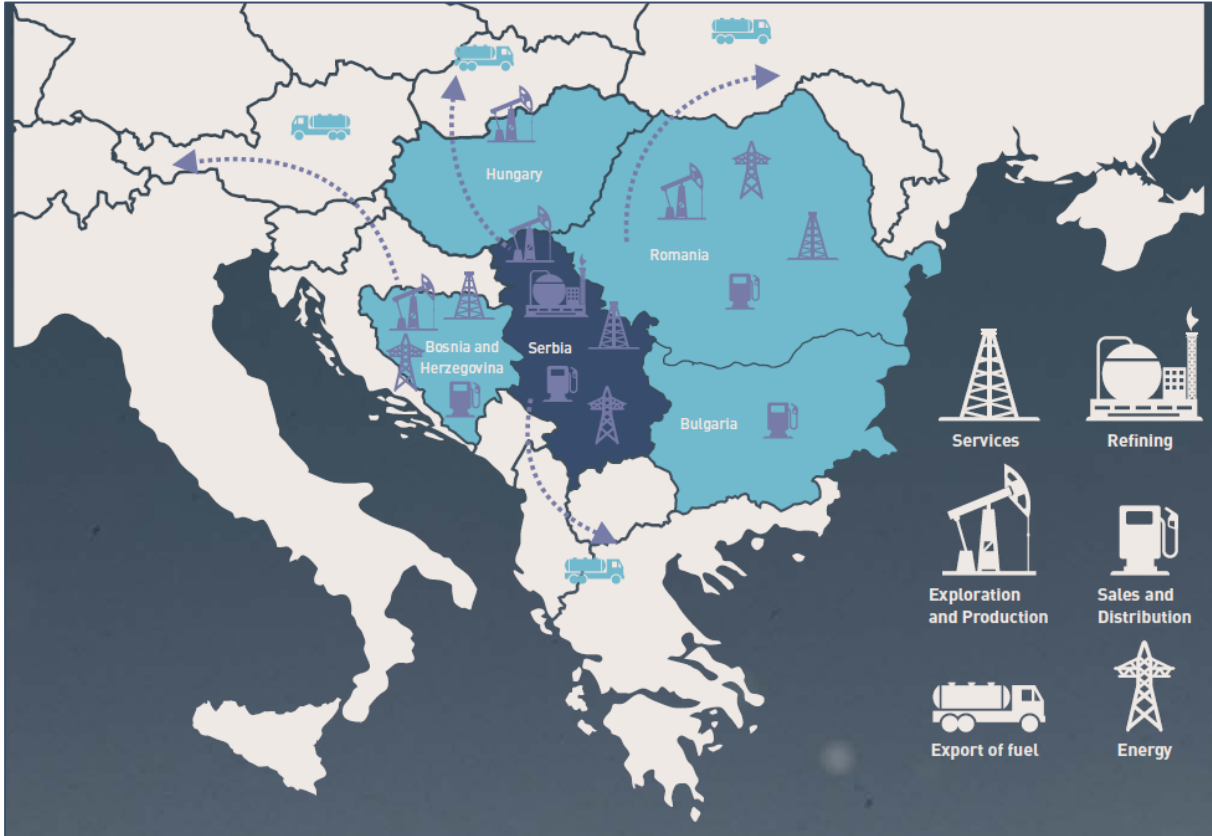 Hungary
Romania
Bosnia and
Herzegovina
Serbia
Bulgaria
Services
Refining
Exploration
and Production
Sales and
Distribution
Export of fuel
Energy